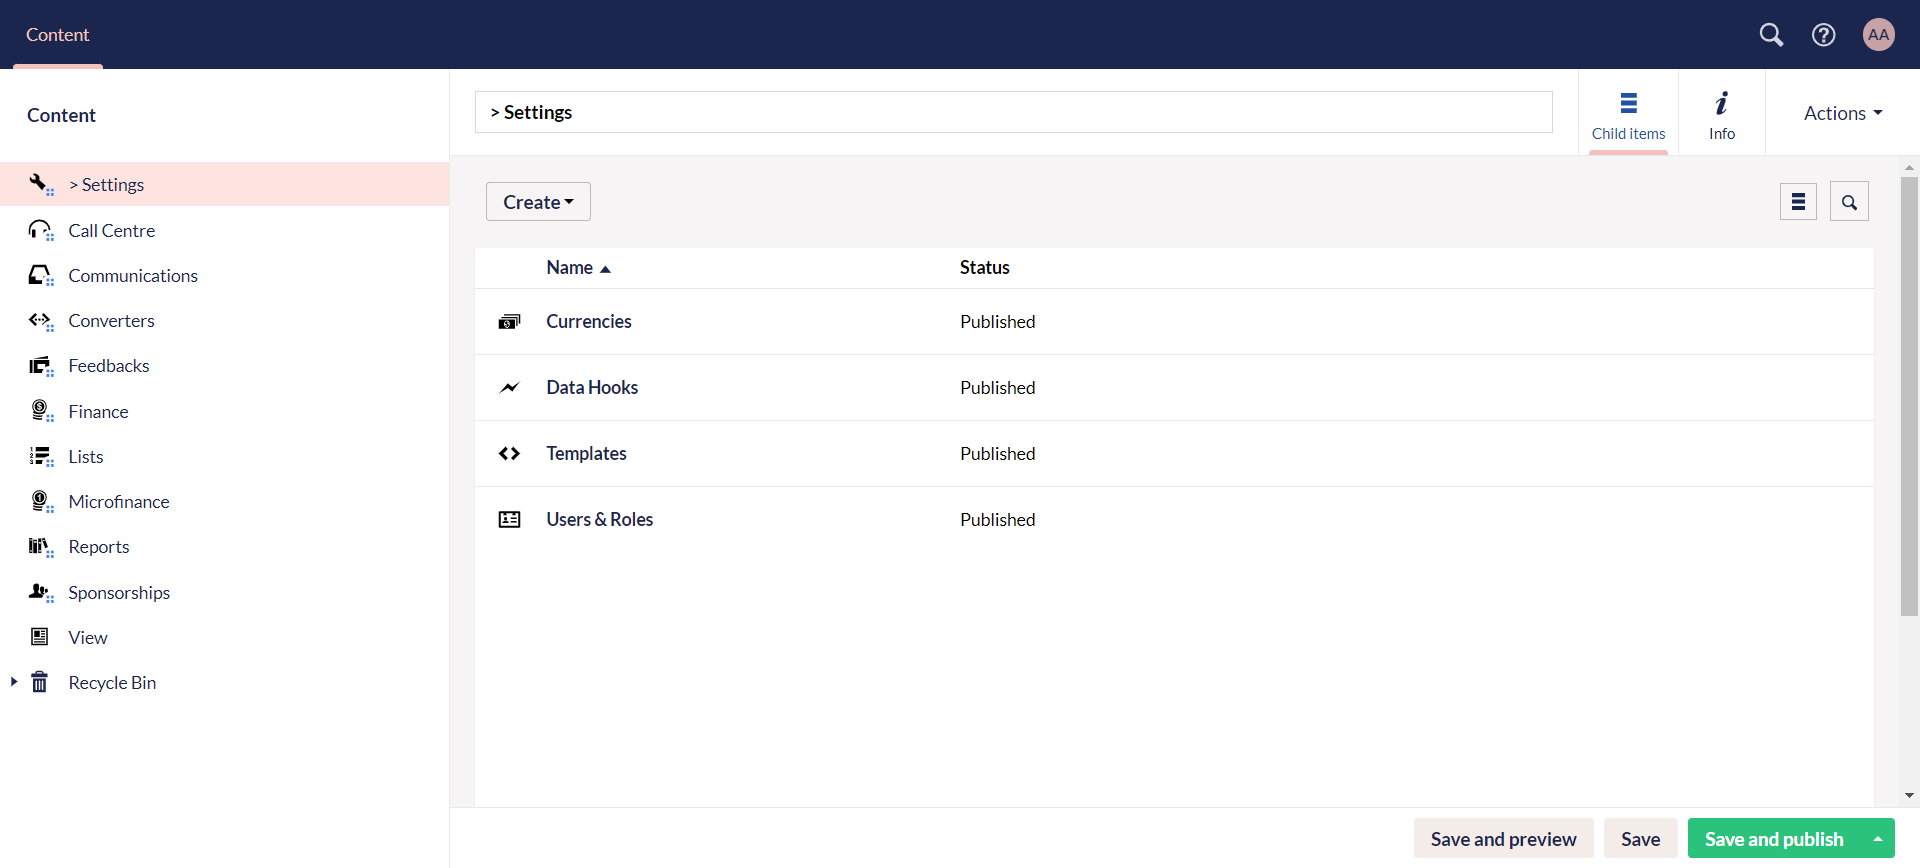 Content
AA
Content
> Settings
Call Centre
Communications
Converters
Feedbacks
Finance
Lists
Microfinance
Reports
Sponsorships
View
Recycle Bin
> Settings
Child items
Info
Actions
Create
Name
Status
Currencies
Published
Data Hooks
Published
Templates
Published
Users & Roles
Published
Save and preview
Save
Save and publish